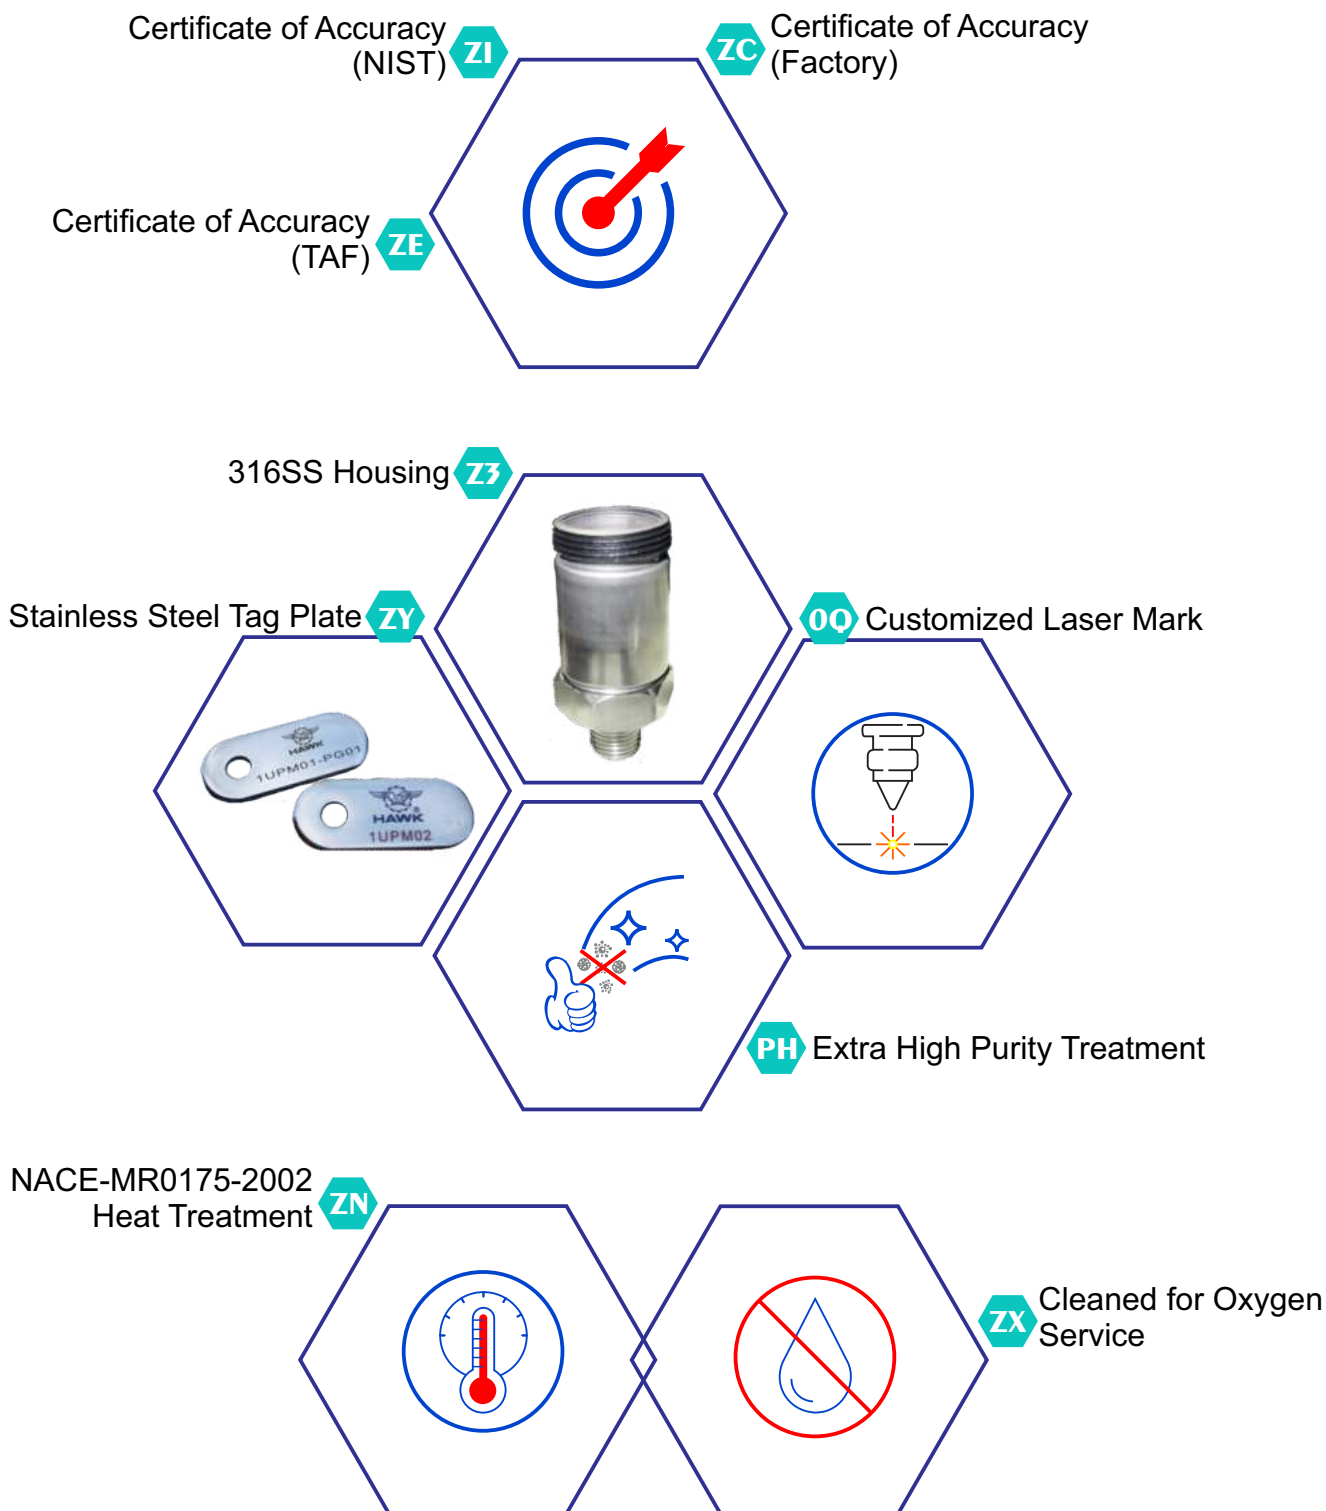 Certificate of Accuracy
(NIST)
ZI
ZC
Certificate of Accuracy
(Factory)
Certificate of Accuracy
(TAF)
ZE
316SS Housing
Z3
Stainless Steel Tag Plate
ZY
0Q
Customized Laser Mark
HAWK
1UPM01-PG01
HAWK®
1UPM02
PH
Extra High Purity Treatment
NACE-MR0175-2002
Heat Treatment
ZN
ZX
Cleaned for Oxygen
Service